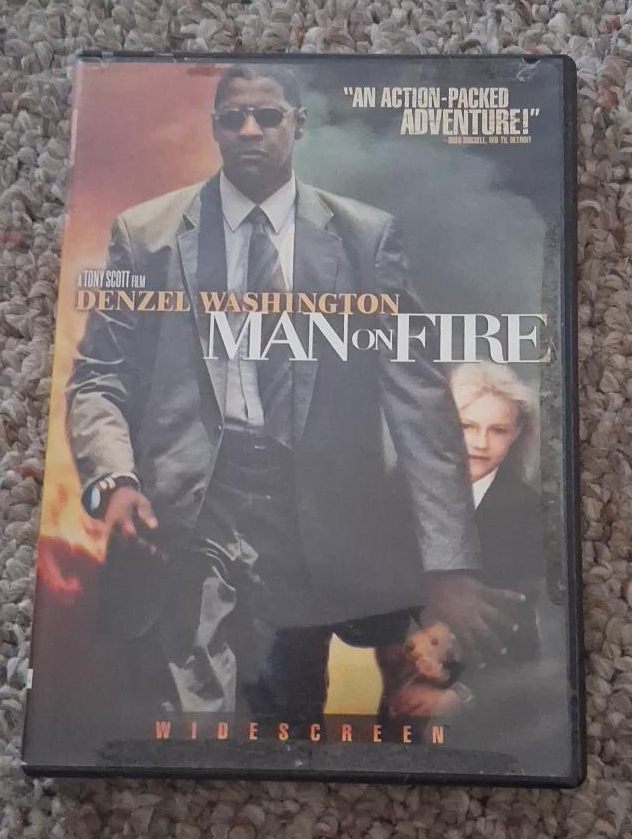 "AN ACTION-PACKED
ADVENTURE!"
A TONY SCOTT FILM
DENZEL WASHINGTON
MAN ON FIRE
WIDESCREEN